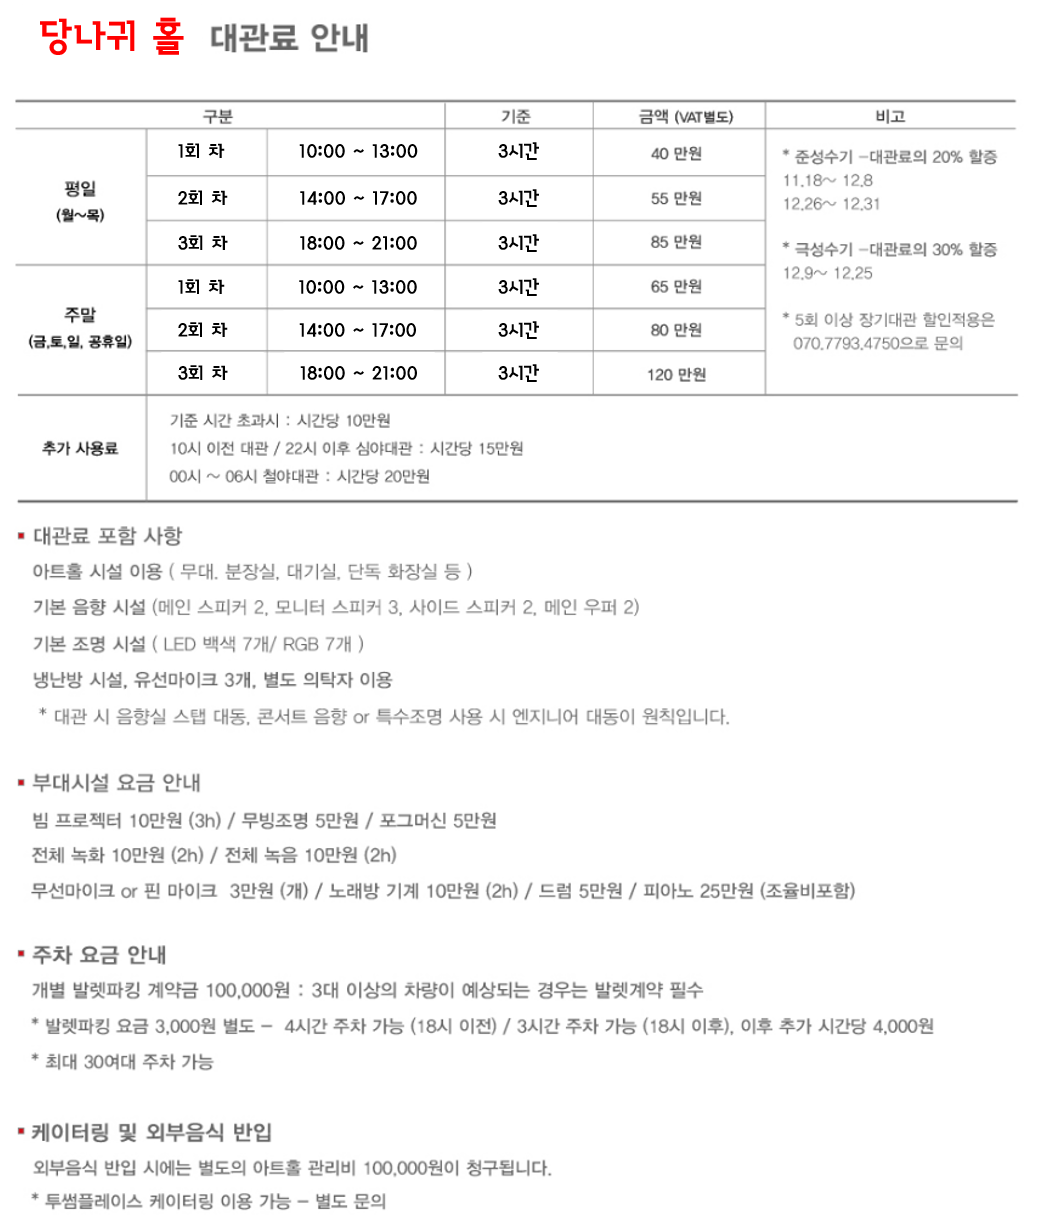 당나귀 홀 대관료 안내
구분 기준 금액 (VAT별도) 비고
평일
(월~목)
1회 차 10:00 ~ 13:00 3시간 40 만원
2회 차 14:00 ~ 17:00 3시간 55 만원
3회 차 18:00 ~ 21:00 3시간 85 만원
주말
(금,토,일, 공휴일)
1회 차 10:00 ~ 13:00 3시간 65 만원
2회 차 14:00 ~ 17:00 3시간 80 만원
3회 차 18:00 ~ 21:00 3시간 120 만원
* 준성수기 -대관료의 20% 할증
11.18~ 12.8
12.26~ 12.31
* 극성수기 -대관료의 30% 할증
12.9~ 12.25
* 5회 이상 장기대관 할인적용은
070.7793.4750으로 문의
추가 사용료
기준 시간 초과시 : 시간당 10만원
10시 이전 대관 / 22시 이후 심야대관 : 시간당 15만원
00시 ~ 06시 철야대관 : 시간당 20만원
대관료 포함 사항
아트홀 시설 이용 ( 무대. 분장실, 대기실, 단독 화장실 등 )
기본 음향 시설 (메인 스피커 2, 모니터 스피커 3, 사이드 스피커 2, 메인 우퍼 2)
기본 조명 시설 ( LED 백색 7개/ RGB 7개 )
냉난방 시설, 유선마이크 3개, 별도 의탁자 이용
* 대관 시 음향실 스탭 대동, 콘서트 음향 or 특수조명 사용 시 엔지니어 대동이 원칙입니다.
부대시설 요금 안내
빔 프로젝터 10만원 (3h) / 무빙조명 5만원 / 포그머신 5만원
전체 녹화 10만원 (2h) / 전체 녹음 10만원 (2h)
무선마이크 or 핀 마이크 3만원 (개) / 노래방 기계 10만원 (2h) / 드럼 5만원 / 피아노 25만원 (조율비포함)
주차 요금 안내
개별 발렛파킹 계약금 100,000원 : 3대 이상의 차량이 예상되는 경우는 발렛계약 필수
* 발렛파킹 요금 3,000원 별도 - 4시간 주차 가능 (18시 이전) / 3시간 주차 가능 (18시 이후), 이후 추가 시간당 4,000원
* 최대 30여대 주차 가능
케이터링 및 외부음식 반입
외부음식 반입 시에는 별도의 아트홀 관리비 100,000원이 청구됩니다.
* 투썸플레이스 케이터링 이용 가능 - 별도 문의